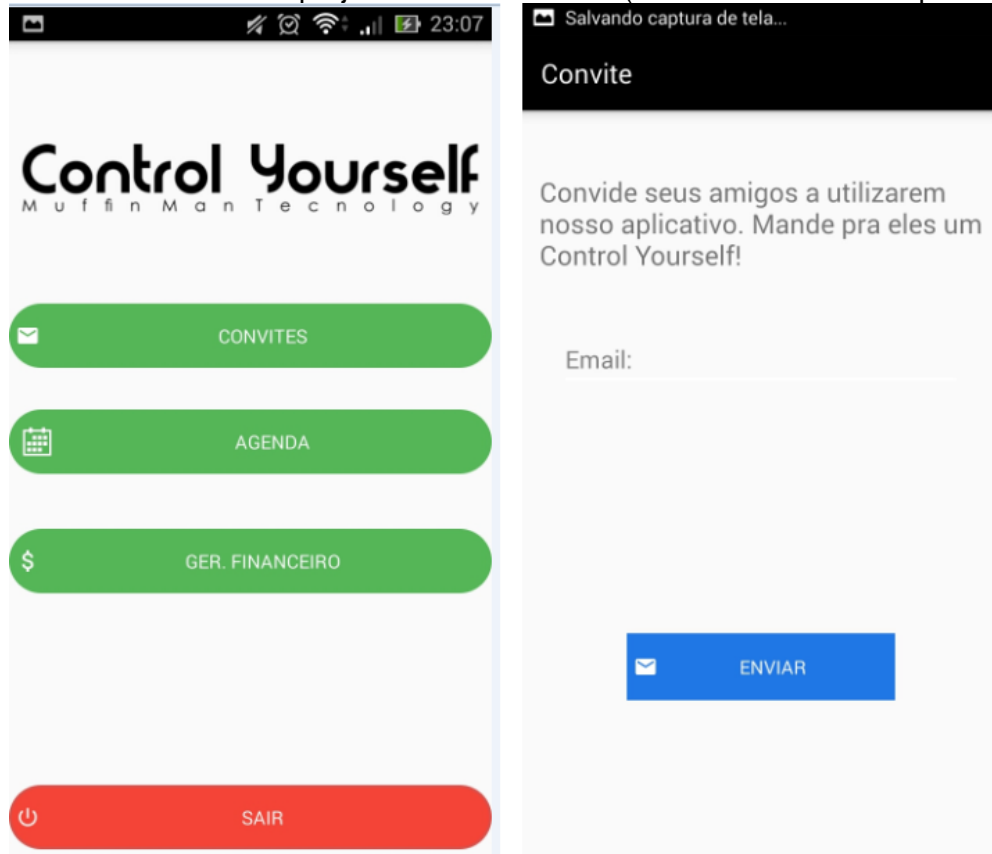 23:07
Control Yourself
Muffin Man Tecnology
CONVITES
AGENDA
$ GER. FINANCEIRO
SAIR
Salvando captura de tela...
Convite
Convide seus amigos a utilizarem
nosso aplicativo. Mande pra eles um
Control Yourself!
Email:
ENVIAR